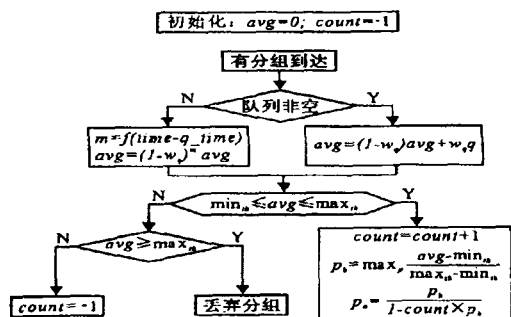 初始化: avg=0; count=-1
有分组到达
N 队列非空 Y
m=f(time-q_time)
avg=(1-w_q)^m avg
avg=(1-w_q)avg+w_q q
min_th≤avg≤max_th
N Y
N avg≥max_th Y
count=-1
丢弃分组
count=count+1
p_b=max_p (avg-min_th)/(max_th-min_th)
p_a=p_b/(1-count×p_b)